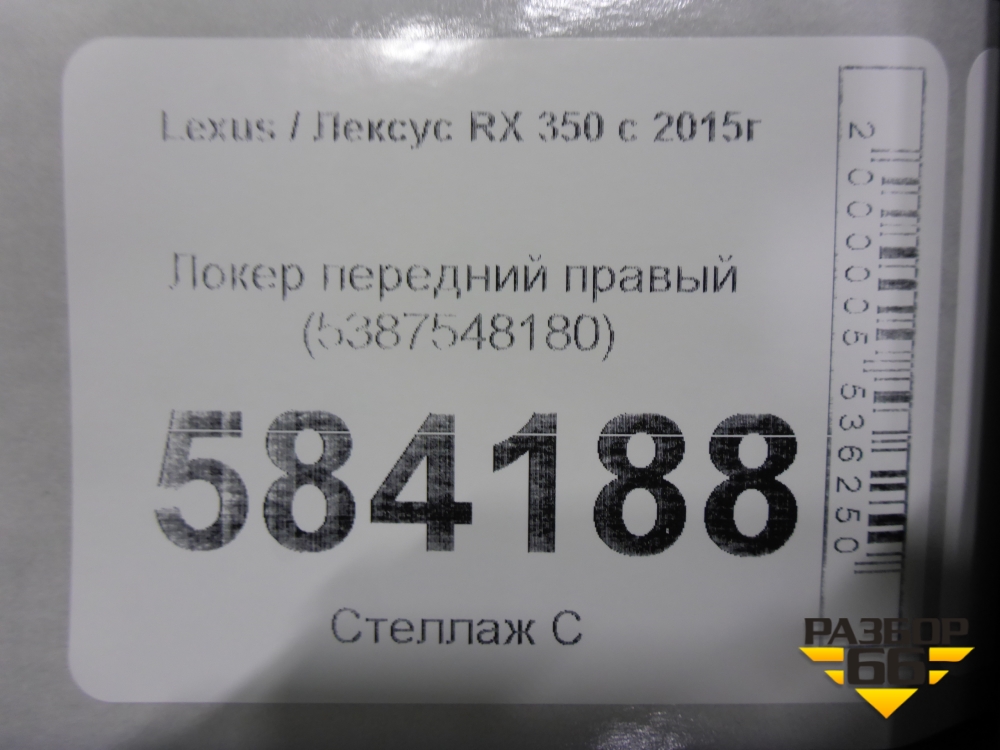 Lexus / Лексус RX 350 с 2015г
Локер передний правый
(5387548180)
584188
Стеллаж С
2000005536250
РАЗБОР
66